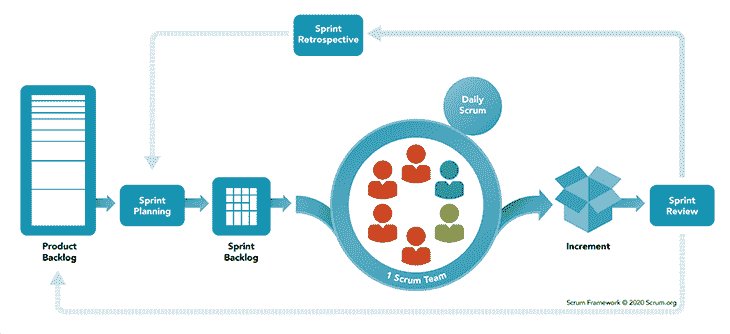 Sprint
Retrospective
Daily
Scrum
Sprint
Planning
Sprint
Review
Product
Backlog
Sprint
Backlog
1 Scrum Team
Increment
Scrum Framework © 2020 Scrum.org